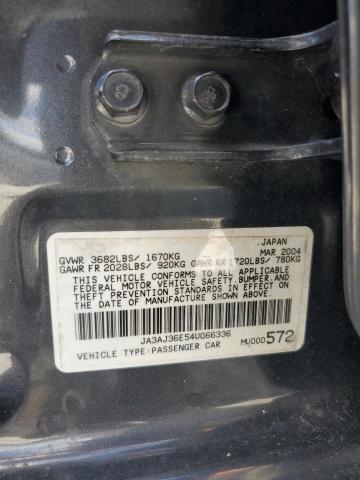 JAPAN
GVWR 3682LBS/ 1670KG MAR 2004
GAWR FR 2028LBS/ 920KG GAWR RR 1720LBS/ 780KG
THIS VEHICLE CONFORMS TO ALL APPLICABLE
FEDERAL MOTOR VEHICLE SAFETY, BUMPER, AND
THEFT PREVENTION STANDARDS IN EFFECT ON
THE DATE OF MANUFACTURE SHOWN ABOVE.
JA3AJ36E54U066336
VEHICLE TYPE:PASSENGER CAR MU000572